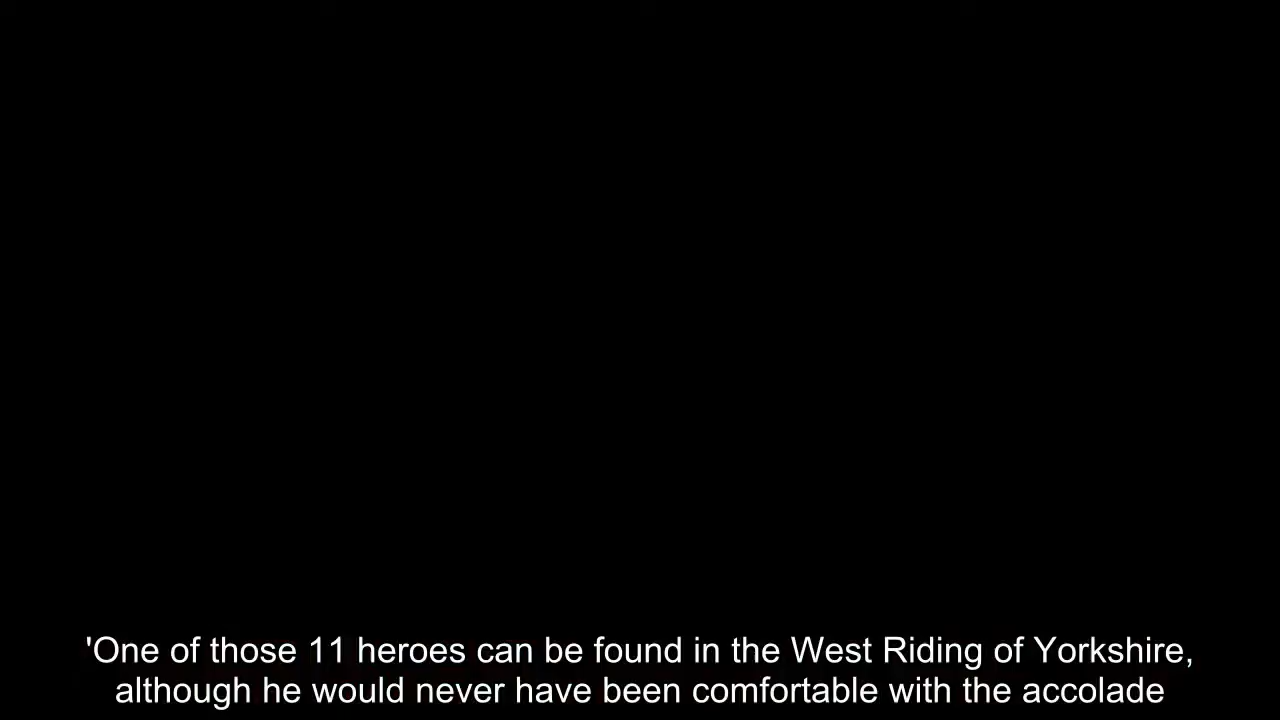 'One of those 11 heroes can be found in the West Riding of Yorkshire,
although he would never have been comfortable with the accolade